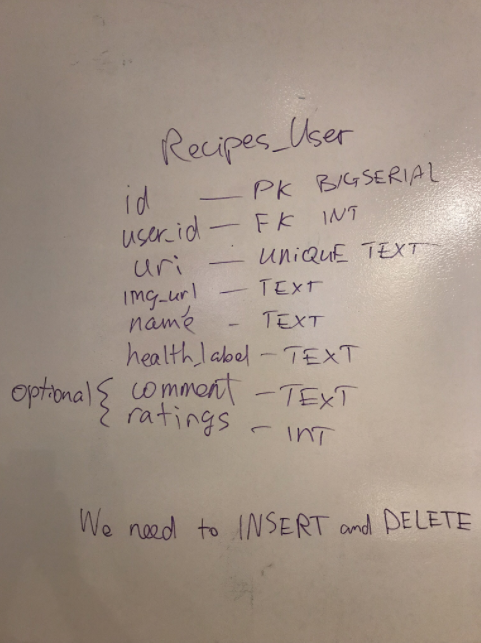 Recipes_User
id — PK BIGSERIAL
user_id — FK INT
uri — UNIQUE TEXT
img_url — TEXT
name - TEXT
health_label - TEXT
optional { comment - TEXT
ratings - INT
We need to INSERT and DELETE